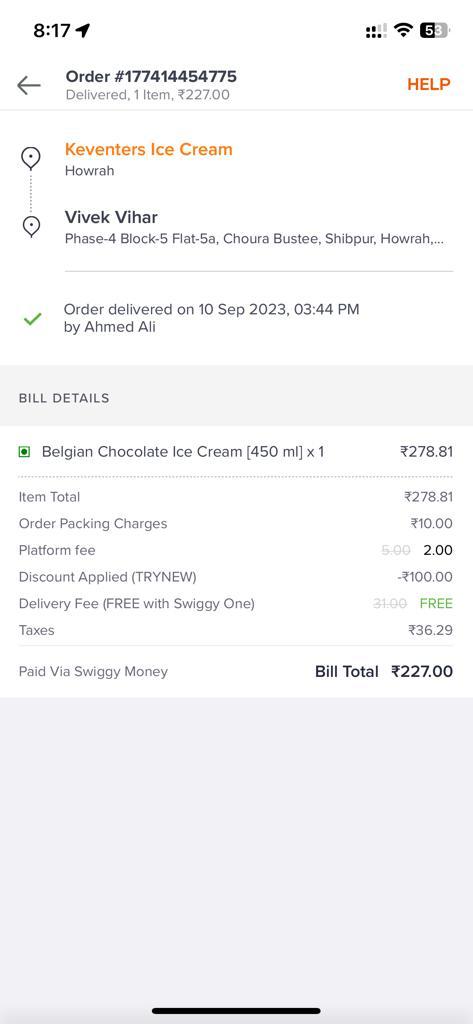 8:17
53
Order #177414454775
Delivered, 1 Item, ₹227.00
HELP
Keventers Ice Cream
Howrah
Vivek Vihar
Phase-4 Block-5 Flat-5a, Choura Bustee, Shibpur, Howrah,...
Order delivered on 10 Sep 2023, 03:44 PM
by Ahmed Ali
BILL DETAILS
Belgian Chocolate Ice Cream [450 ml] x 1 ₹278.81
Item Total ₹278.81
Order Packing Charges ₹10.00
Platform fee 5.00 2.00
Discount Applied (TRYNEW) -₹100.00
Delivery Fee (FREE with Swiggy One) 31.00 FREE
Taxes ₹36.29
Paid Via Swiggy Money Bill Total ₹227.00